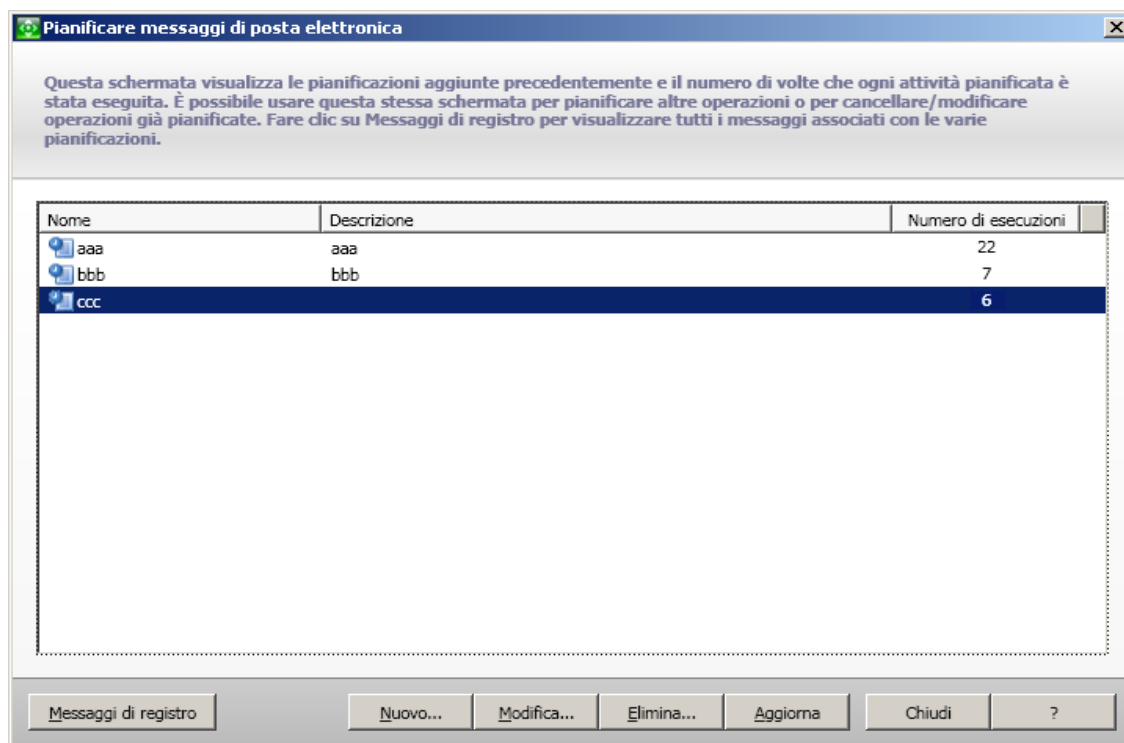 Pianificare messaggi di posta elettronica
Questa schermata visualizza le pianificazioni aggiunte precedentemente e il numero di volte che ogni attività pianificata è
stata eseguita. È possibile usare questa stessa schermata per pianificare altre operazioni o per cancellare/modificare
operazioni già pianificate. Fare clic su Messaggi di registro per visualizzare tutti i messaggi associati con le varie
pianificazioni.
Nome Descrizione Numero di esecuzioni
aaa aaa 22
bbb bbb 7
ccc 6
Messaggi di registro Nuovo... Modifica... Elimina... Aggiorna Chiudi ?